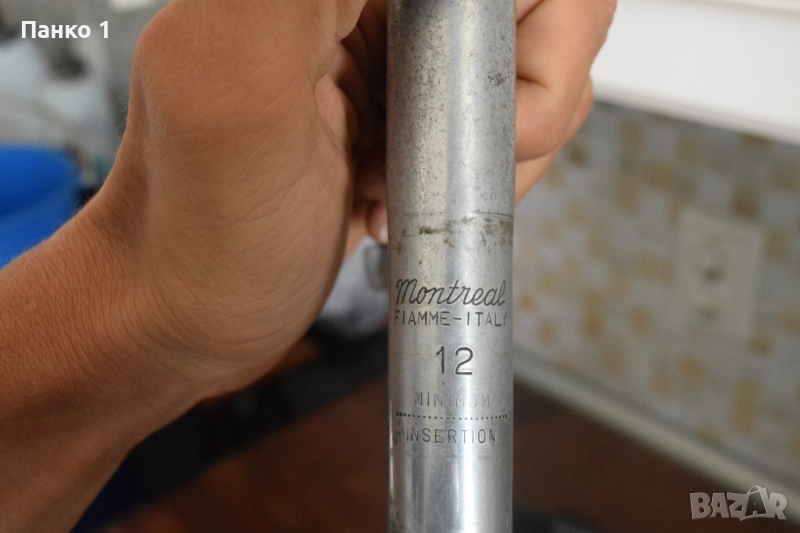 Панко 1
Montreal
FIAMME-ITALY
12
MINIMUM
INSERTION
BAZAR